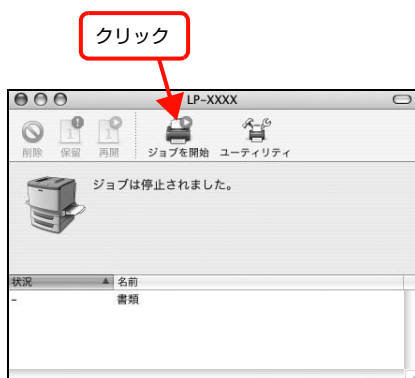 クリック
LP-XXXX
削除 保留 再開 ジョブを開始 ユーティリティ
ジョブは停止されました。
状況 名前
- 書類